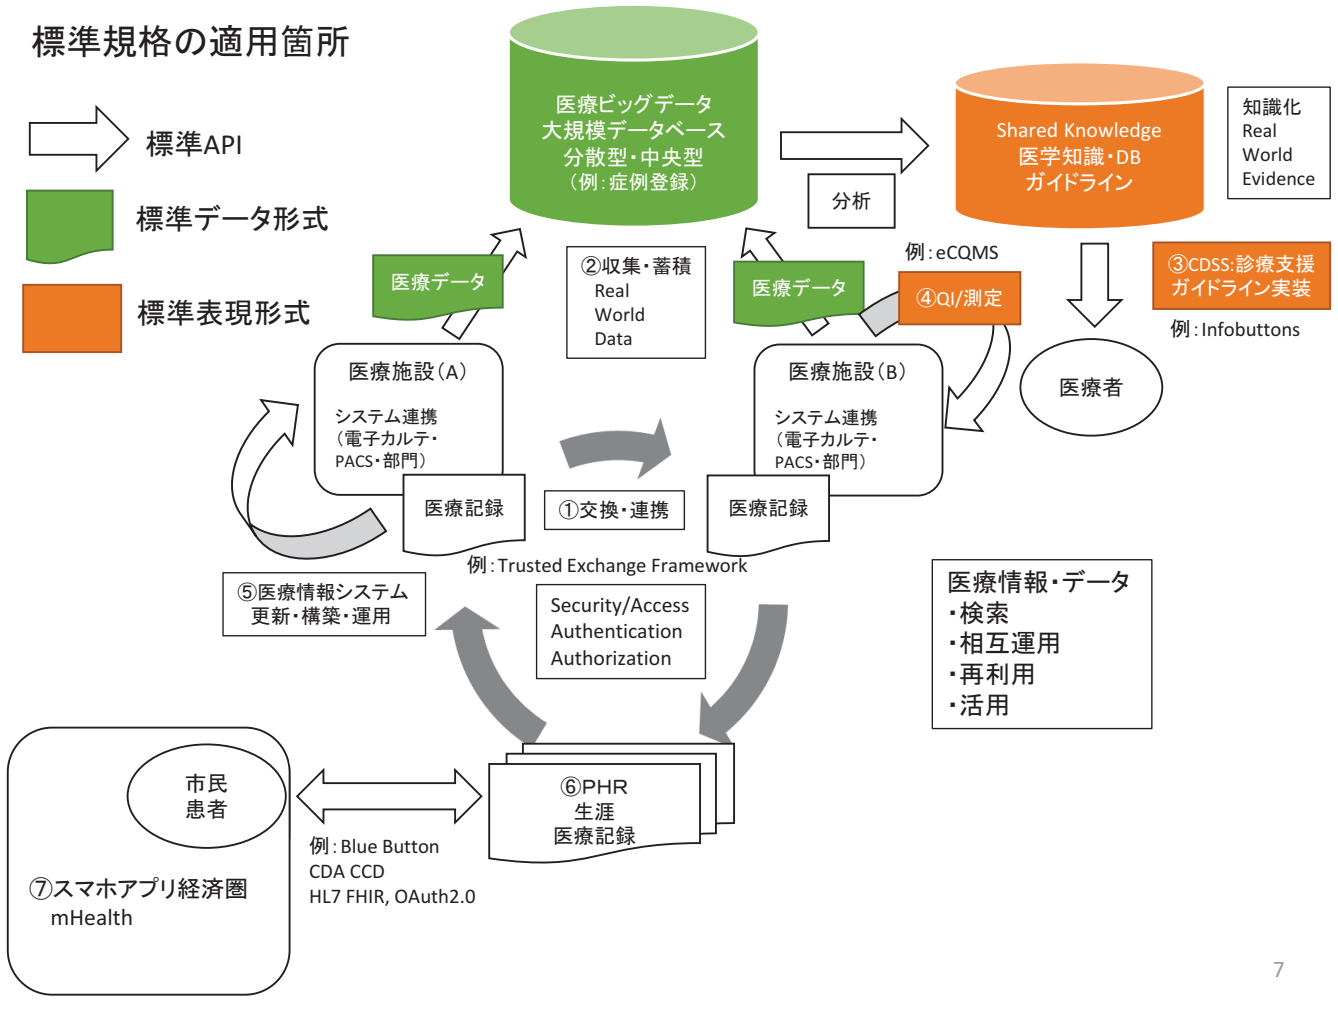 標準規格の適用箇所
標準API
標準データ形式
標準表現形式
医療ビッグデータ
大規模データベース
分散型・中央型
（例：症例登録）
分析
Shared Knowledge
医学知識・DB
ガイドライン
知識化
Real
World
Evidence
医療データ
②収集・蓄積
Real
World
Data
医療データ
例：eCQMS
④QI/測定
③CDSS:診療支援
ガイドライン実装
例：Infobuttons
医療者
医療施設（A）
システム連携
（電子カルテ・
PACS・部門）
医療記録
医療施設（B）
システム連携
（電子カルテ・
PACS・部門）
医療記録
①交換・連携
例：Trusted Exchange Framework
Security/Access
Authentication
Authorization
⑤医療情報システム
更新・構築・運用
医療情報・データ
・検索
・相互運用
・再利用
・活用
市民
患者
⑦スマホアプリ経済圏
mHealth
例：Blue Button
CDA CCD
HL7 FHIR, OAuth2.0
⑥PHR
生涯
医療記録
7